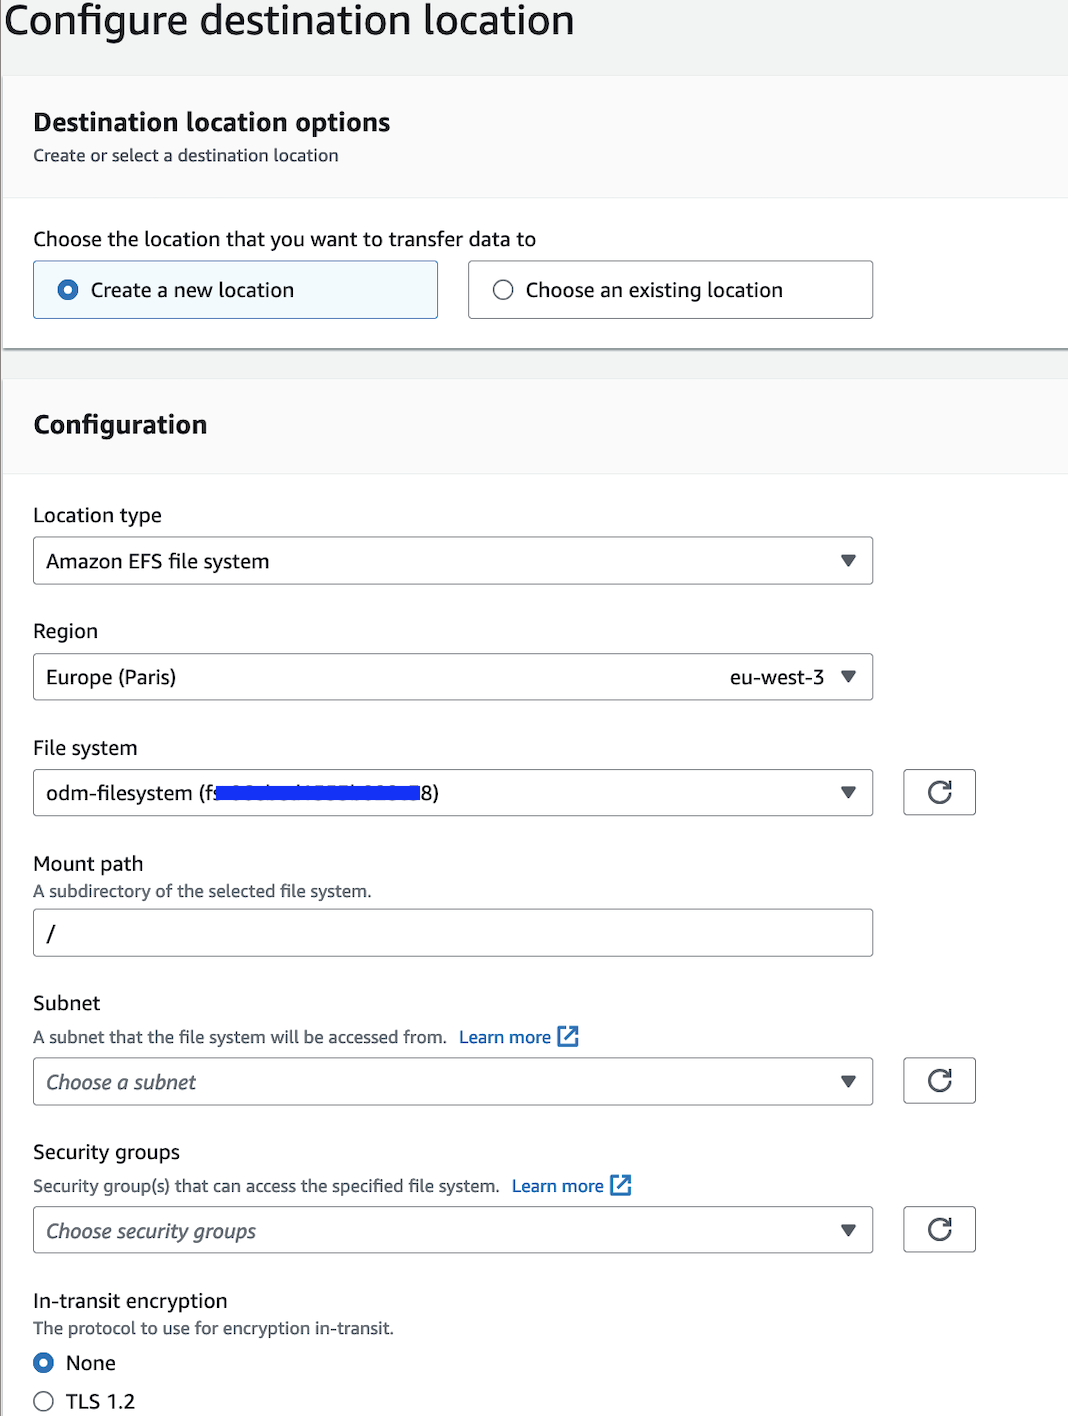 Configure destination location
Destination location options
Create or select a destination location
Choose the location that you want to transfer data to
Create a new location
Choose an existing location
Configuration
Location type
Amazon EFS file system
Region
Europe (Paris) eu-west-3
File system
odm-filesystem (fs 8)
Mount path
A subdirectory of the selected file system.
/
Subnet
A subnet that the file system will be accessed from. Learn more
Choose a subnet
Security groups
Security group(s) that can access the specified file system. Learn more
Choose security groups
In-transit encryption
The protocol to use for encryption in-transit.
None
TLS 1.2